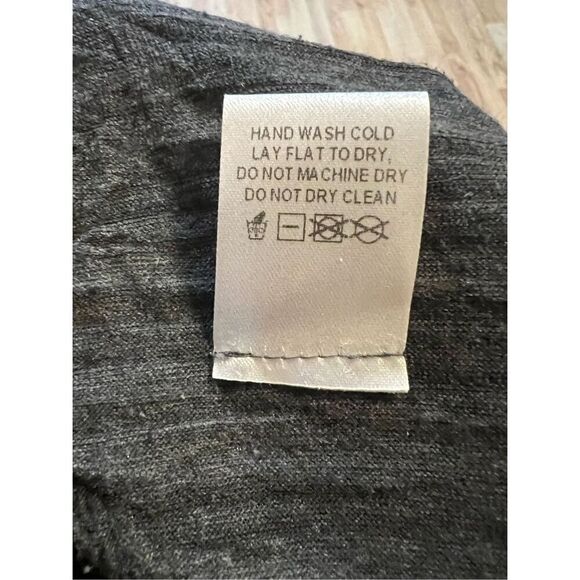 HAND WASH COLD
LAY FLAT TO DRY,
DO NOT MACHINE DRY
DO NOT DRY CLEAN